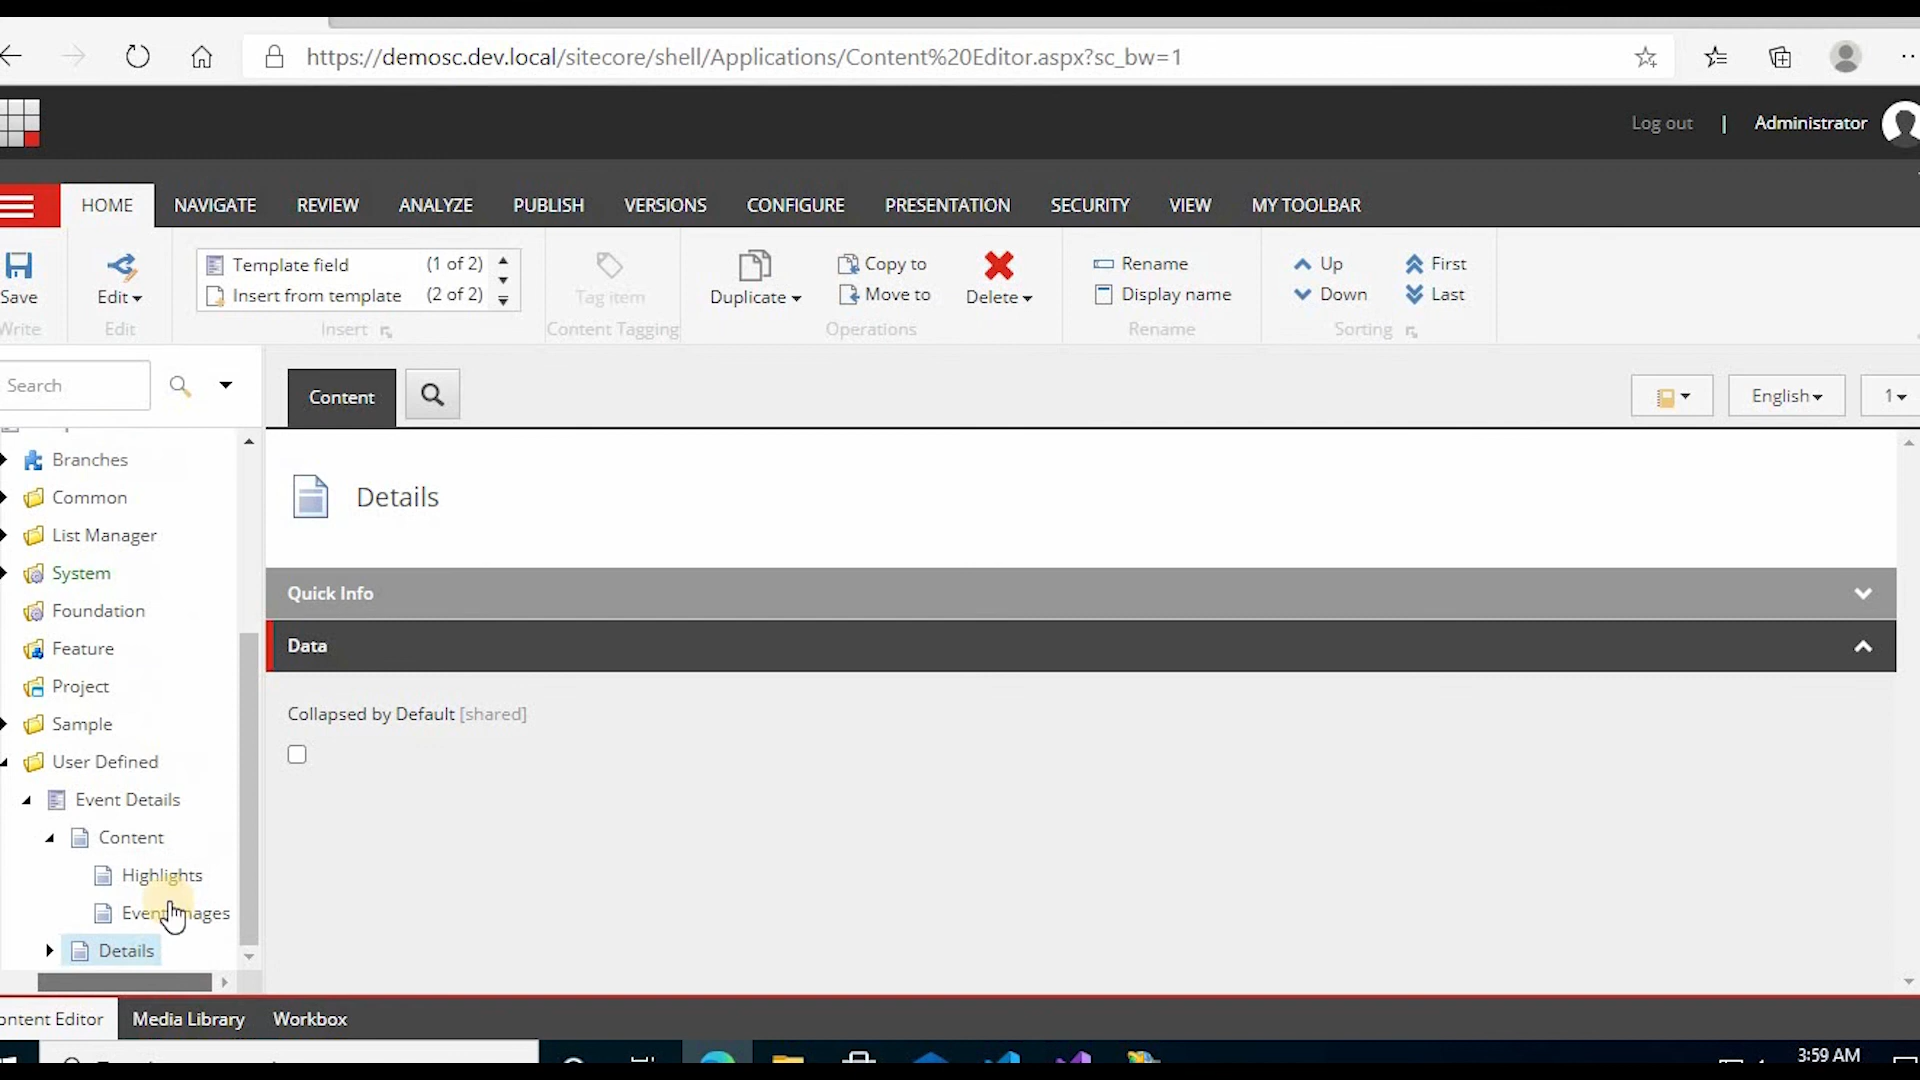 https://demosc.dev.local/sitecore/shell/Applications/Content%20Editor.aspx?sc_bw=1
Log out | Administrator
HOME NAVIGATE REVIEW ANALYZE PUBLISH VERSIONS CONFIGURE PRESENTATION SECURITY VIEW MY TOOLBAR
Template field (1 of 2)
Insert from template (2 of 2)
Save
Edit
Tag item
Duplicate
Copy to
Move to
Delete
Rename
Display name
Up
Down
First
Last
Write Edit Insert Content Tagging Operations Rename Sorting
Search
Content
English
1
Branches
Common
List Manager
System
Foundation
Feature
Project
Sample
User Defined
Event Details
Content
Highlights
Event Images
Details
Details
Quick Info
Data
Collapsed by Default [shared]
ontent Editor Media Library Workbox
3:59 AM